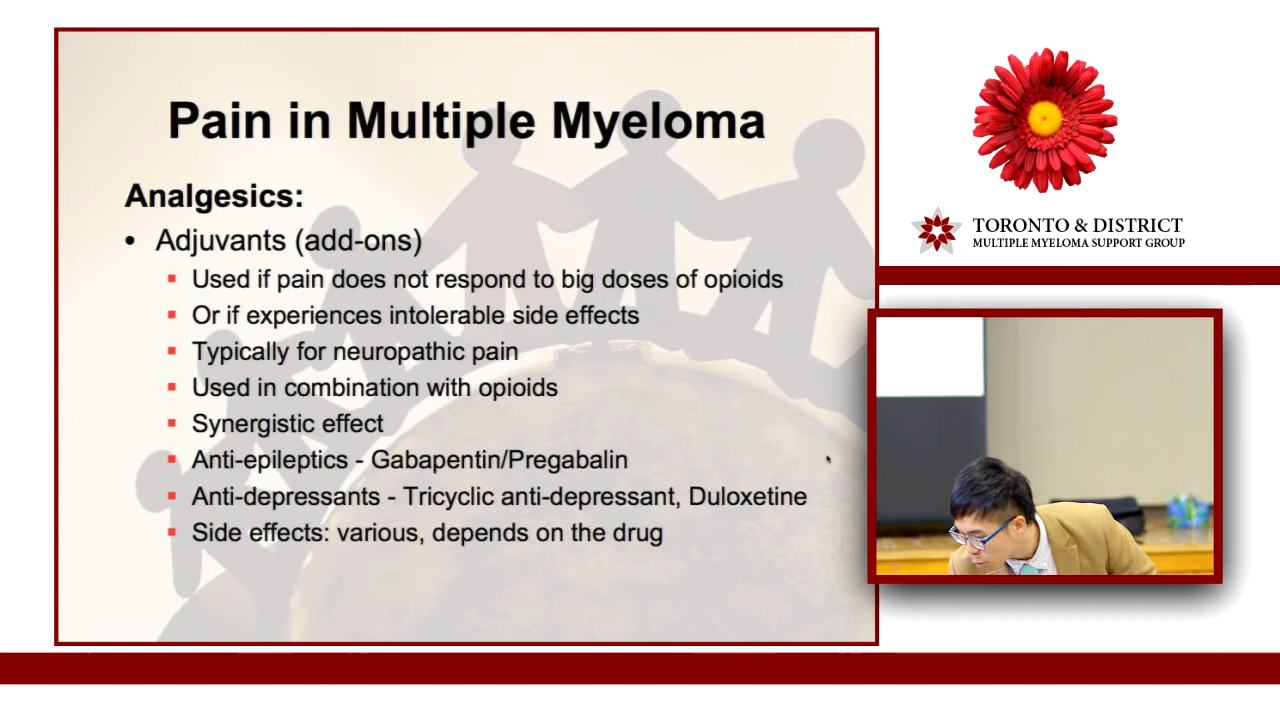 Pain in Multiple Myeloma
Analgesics:
• Adjuvants (add-ons)
▪ Used if pain does not respond to big doses of opioids
▪ Or if experiences intolerable side effects
▪ Typically for neuropathic pain
▪ Used in combination with opioids
▪ Synergistic effect
▪ Anti-epileptics - Gabapentin/Pregabalin
▪ Anti-depressants - Tricyclic anti-depressant, Duloxetine
▪ Side effects: various, depends on the drug
TORONTO & DISTRICT
MULTIPLE MYELOMA SUPPORT GROUP